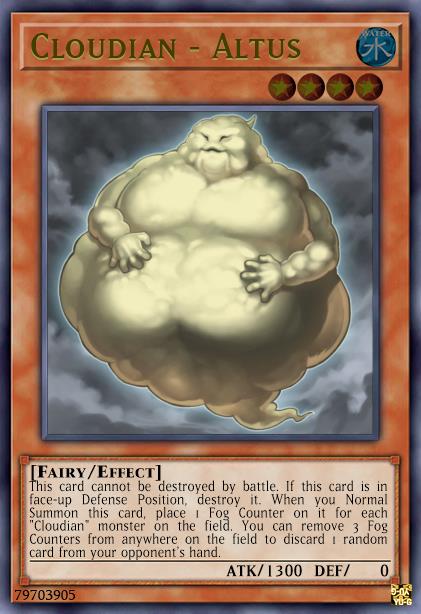 Cloudian - Altus
WATER
水
[Fairy/Effect]
This card cannot be destroyed by battle. If this card is in
face-up Defense Position, destroy it. When you Normal
Summon this card, place 1 Fog Counter on it for each
"Cloudian" monster on the field. You can remove 3 Fog
Counters from anywhere on the field to discard 1 random
card from your opponent's hand.
ATK/1300 DEF/ 0
79703905